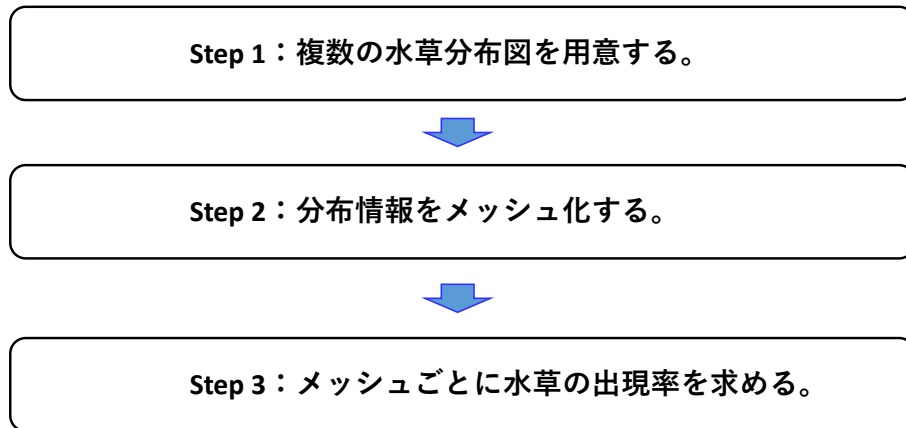 Step 1：複数の水草分布図を用意する。
Step 2：分布情報をメッシュ化する。
Step 3：メッシュごとに水草の出現率を求める。